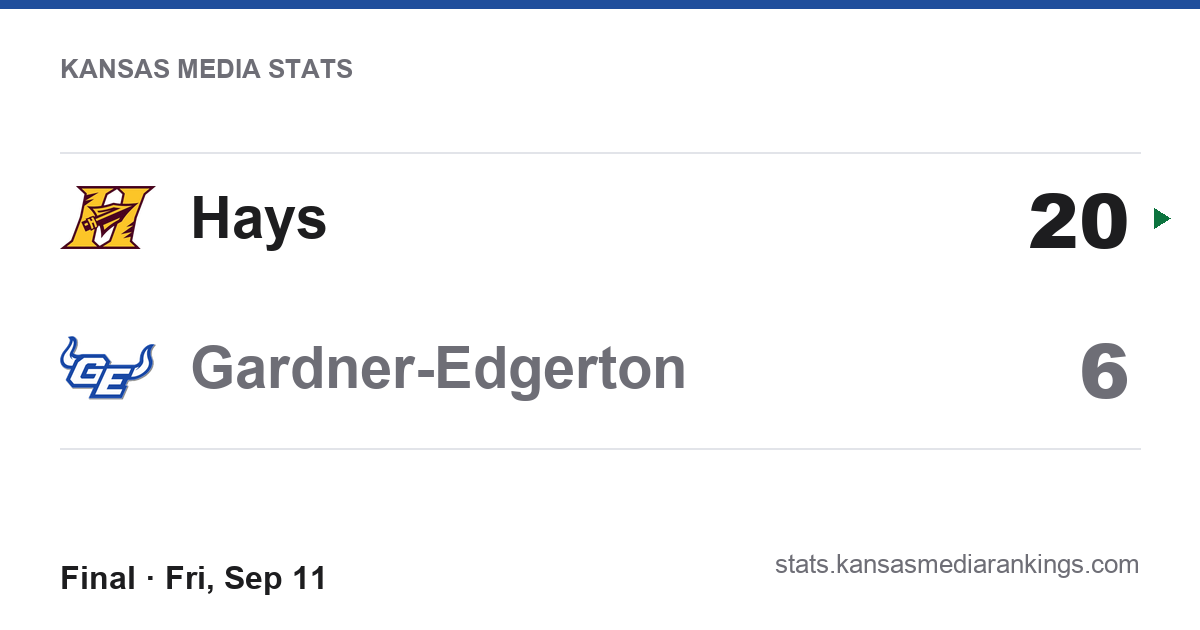 KANSAS MEDIA STATS
Hays 20
Gardner-Edgerton 6
Final · Fri, Sep 11
stats.kansasmediarankings.com